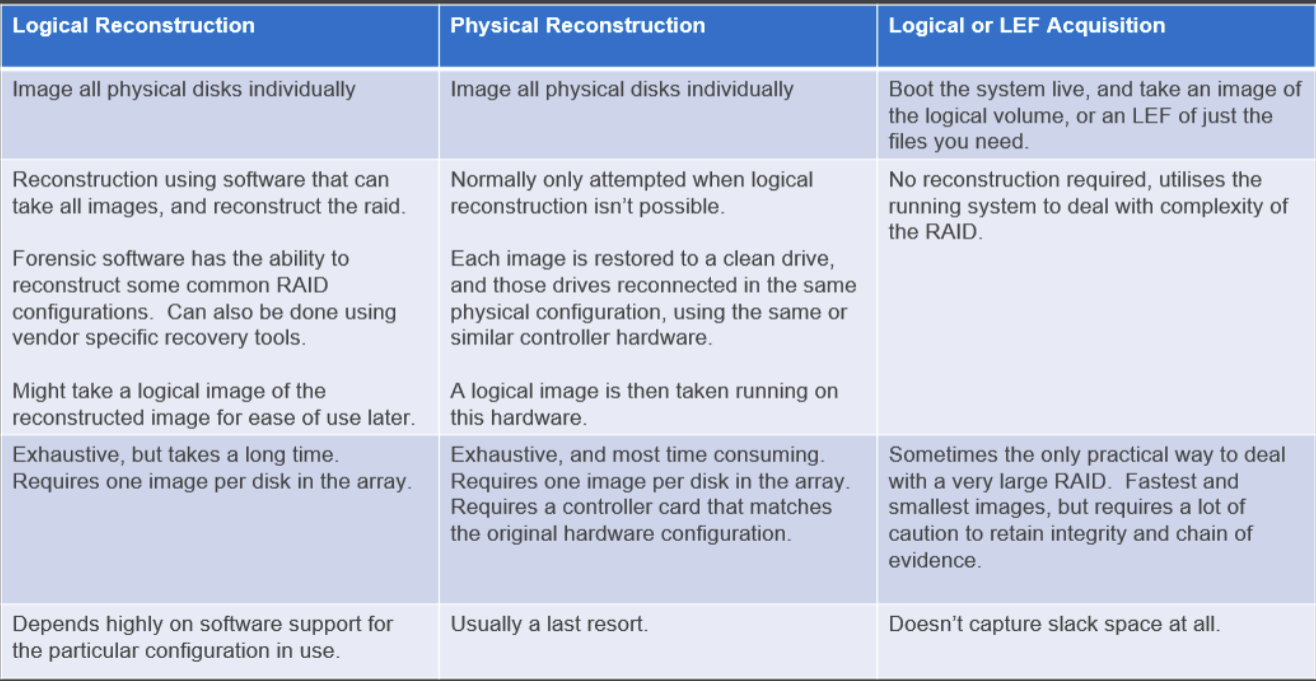 Logical Reconstruction
Physical Reconstruction
Logical or LEF Acquisition
Image all physical disks individually
Image all physical disks individually
Boot the system live, and take an image of
the logical volume, or an LEF of just the
files you need.
Reconstruction using software that can
take all images, and reconstruct the raid.
Forensic software has the ability to
reconstruct some common RAID
configurations.  Can also be done using
vendor specific recovery tools.
Might take a logical image of the
reconstructed image for ease of use later.
Normally only attempted when logical
reconstruction isn't possible.
Each image is restored to a clean drive,
and those drives reconnected in the same
physical configuration, using the same or
similar controller hardware.
A logical image is then taken running on
this hardware.
No reconstruction required, utilises the
running system to deal with complexity of
the RAID.
Exhaustive, but takes a long time.
Requires one image per disk in the array.
Exhaustive, and most time consuming.
Requires one image per disk in the array.
Requires a controller card that matches
the original hardware configuration.
Sometimes the only practical way to deal
with a very large RAID.  Fastest and
smallest images, but requires a lot of
caution to retain integrity and chain of
evidence.
Depends highly on software support for
the particular configuration in use.
Usually a last resort.
Doesn't capture slack space at all.